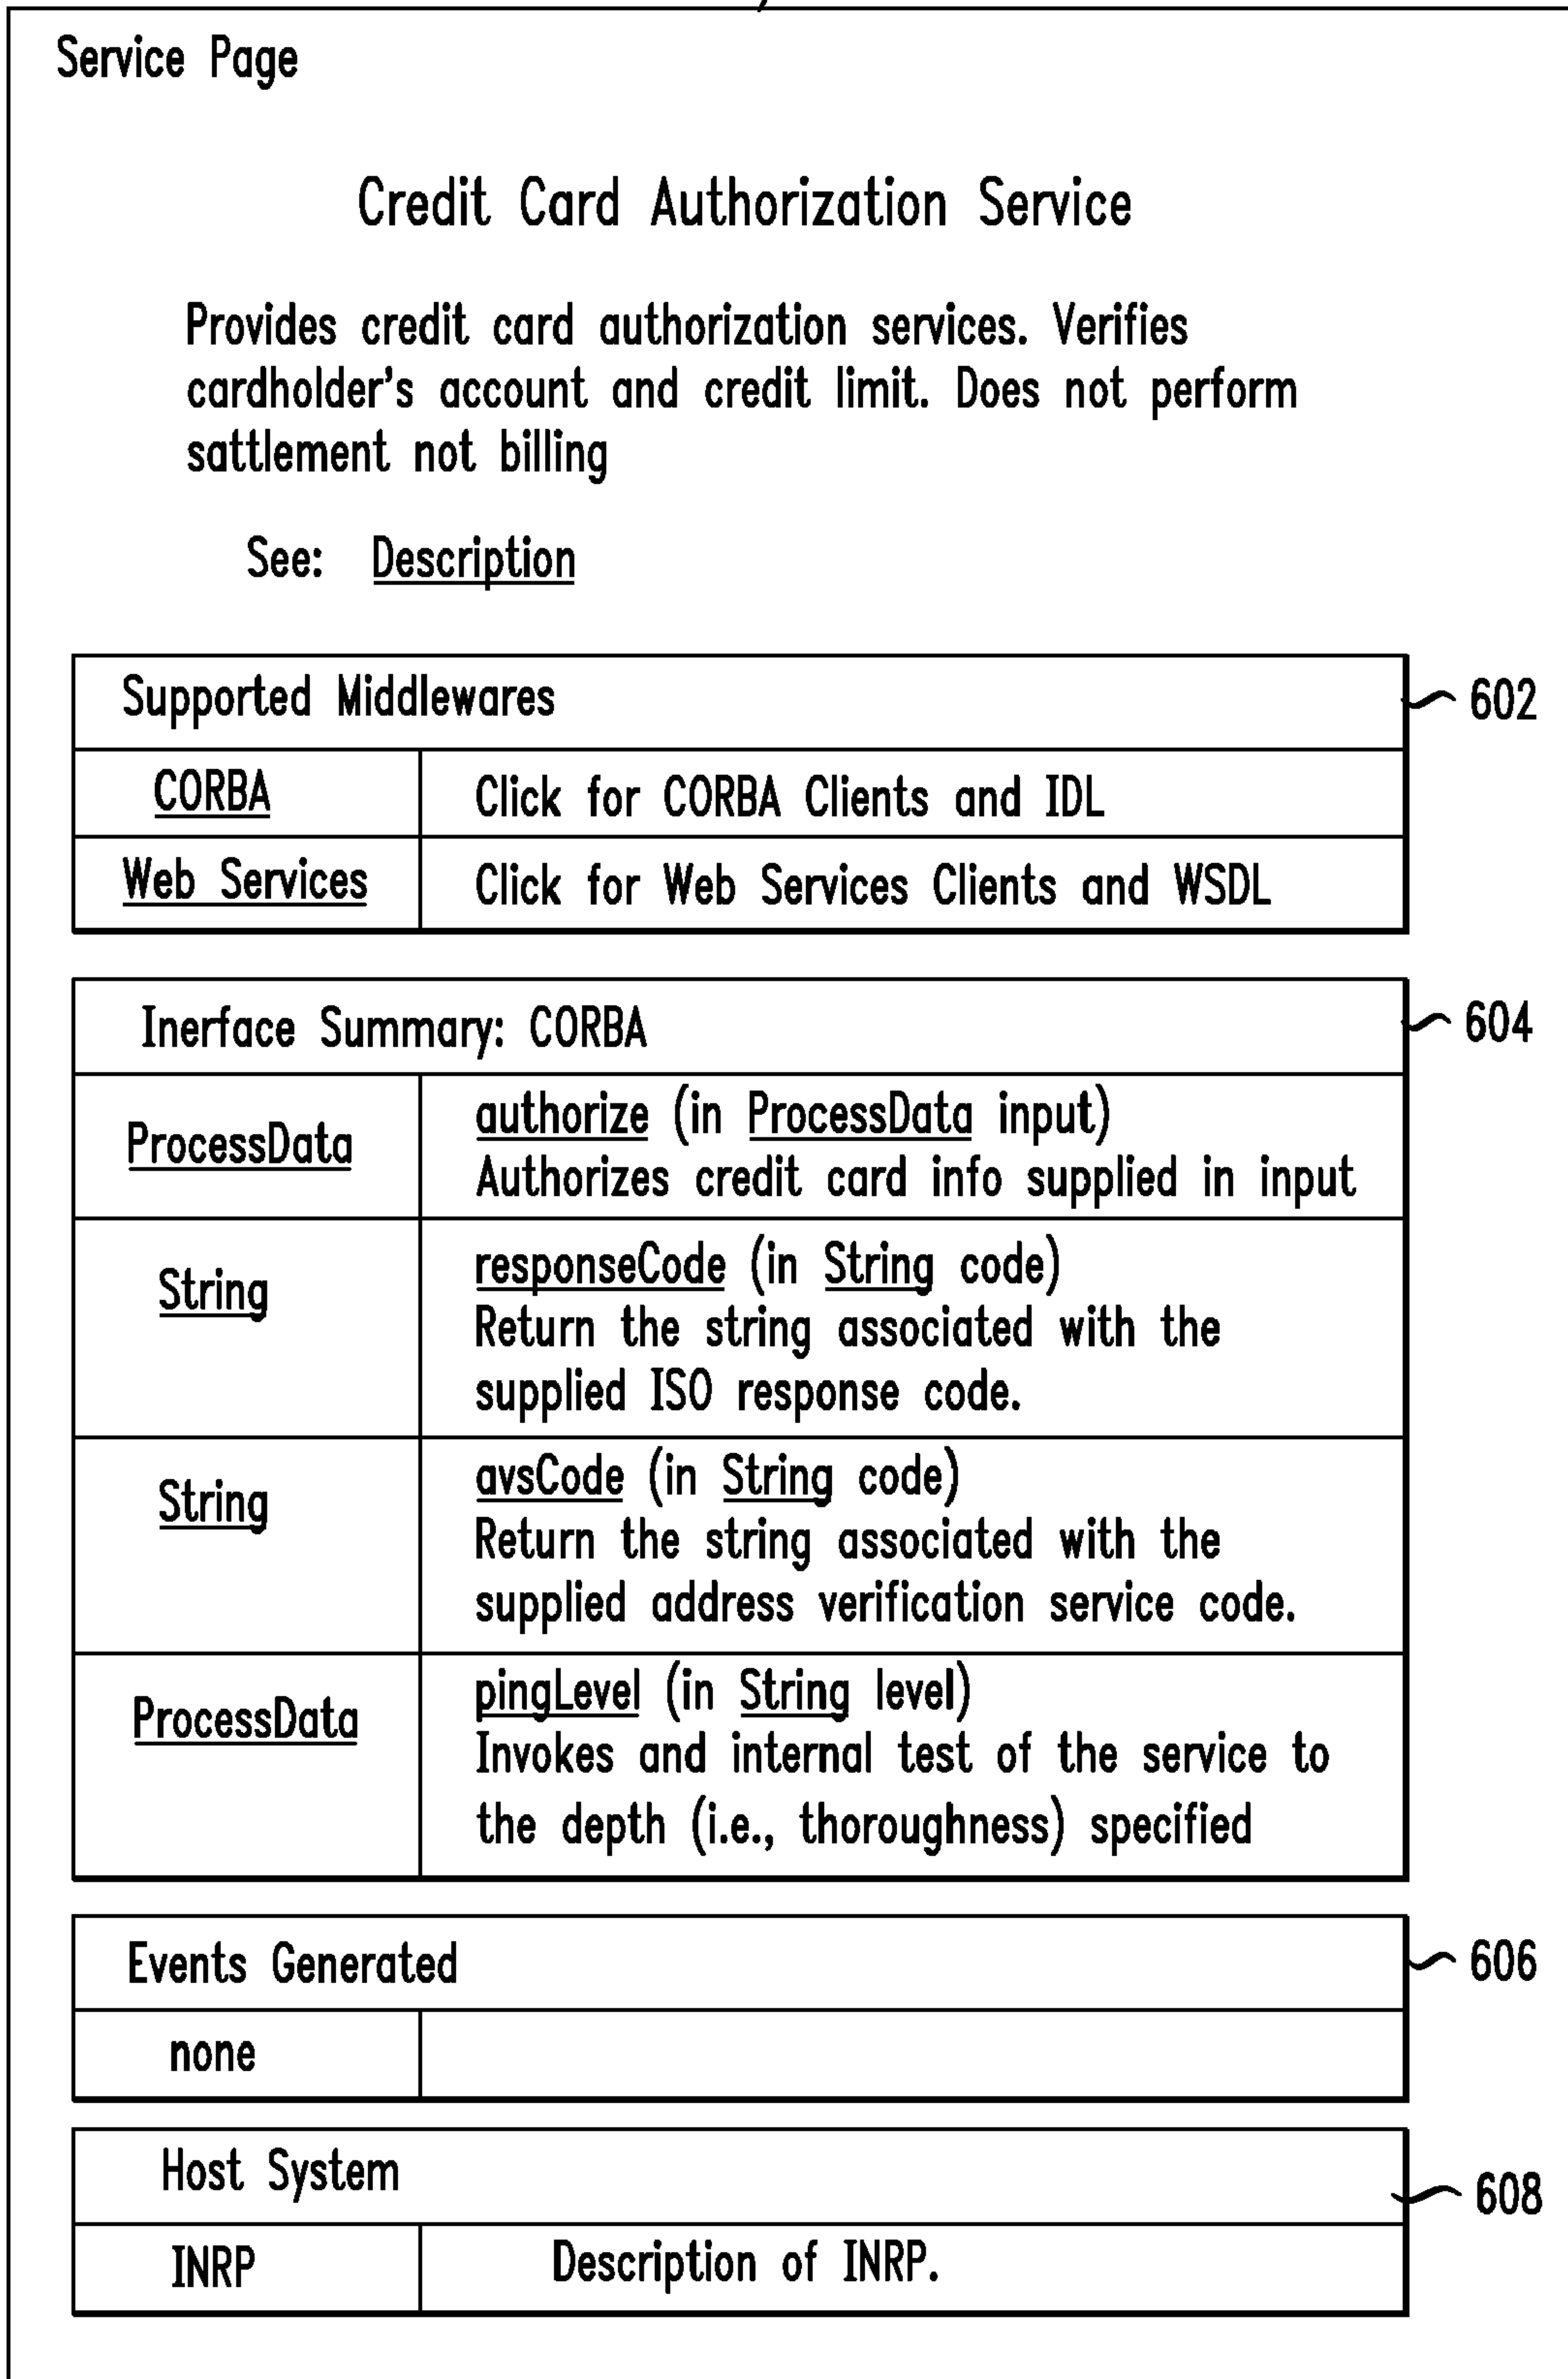 Service Page
Credit Card Authorization Service
Provides credit card authorization services. Verifies
cardholder's account and credit limit. Does not perform
sattlement not billing
See: Description
Supported Middlewares
602
CORBA
Click for CORBA Clients and IDL
Web Services
Click for Web Services Clients and WSDL
Inerface Summary: CORBA
604
ProcessData
authorize (in ProcessData input)
Authorizes credit card info supplied in input
String
responseCode (in String code)
Return the string associated with the
supplied ISO response code.
String
avsCode (in String code)
Return the string associated with the
supplied address verification service code.
ProcessData
pingLevel (in String level)
Invokes and internal test of the service to
the depth (i.e., thoroughness) specified
Events Generated
606
none
Host System
608
INRP
Description of INRP.